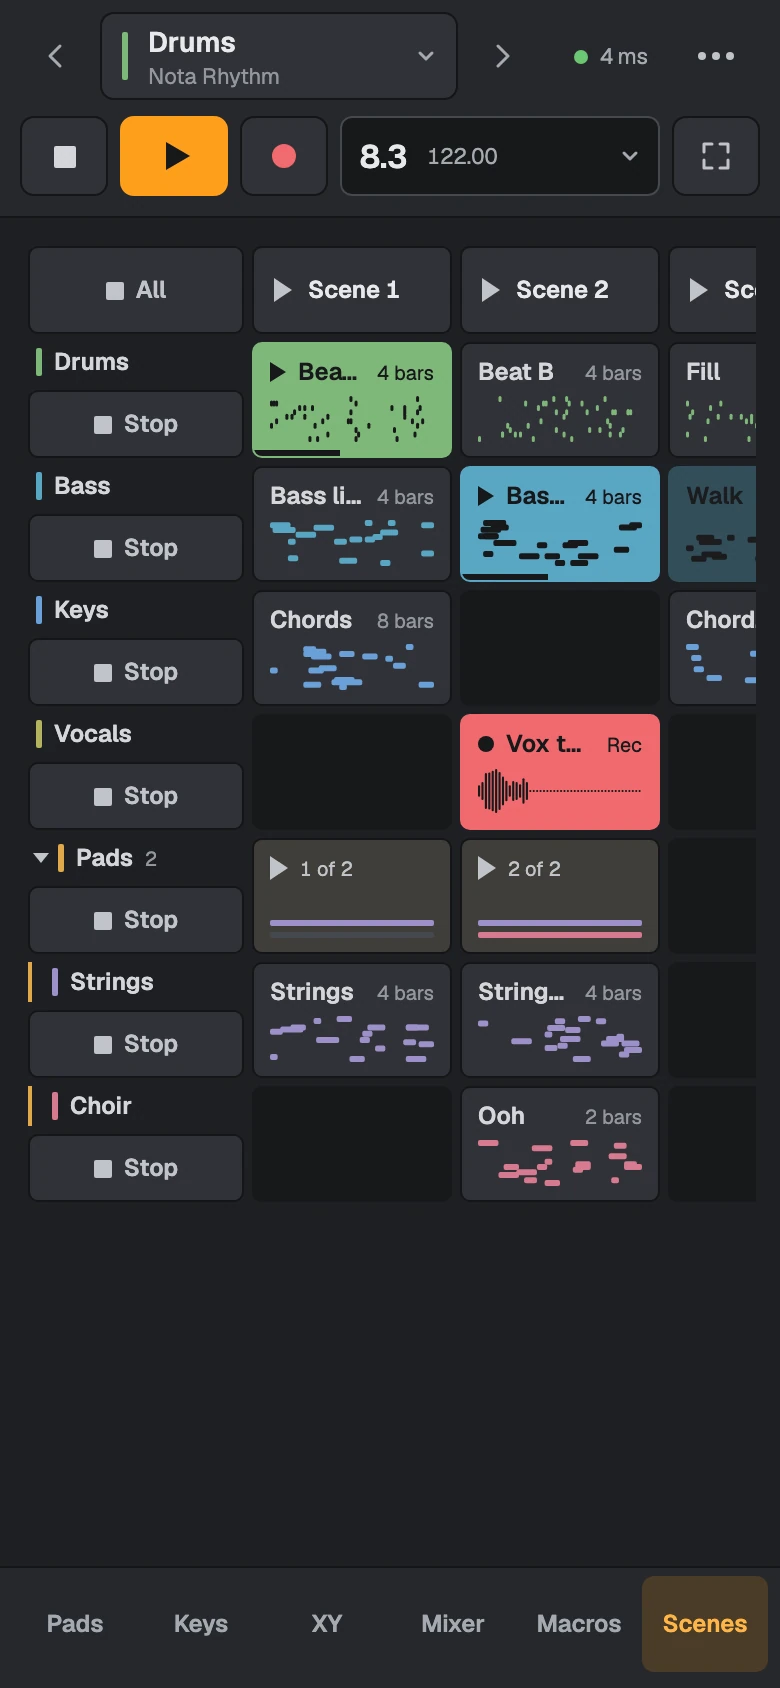 Drums
Nota Rhythm
4 ms
8.3 122.00
All Scene 1 Scene 2 Sc
Drums
Bea... 4 bars Beat B 4 bars Fill
Stop
Bass
Bass li... 4 bars Bas... 4 bars Walk
Stop
Keys
Chords 8 bars Chord
Stop
Vocals
Vox t... Rec
Stop
Pads 2
1 of 2 2 of 2
Stop
Strings
Strings 4 bars String... 4 bars
Stop
Choir
Ooh 2 bars
Stop
Pads Keys XY Mixer Macros Scenes